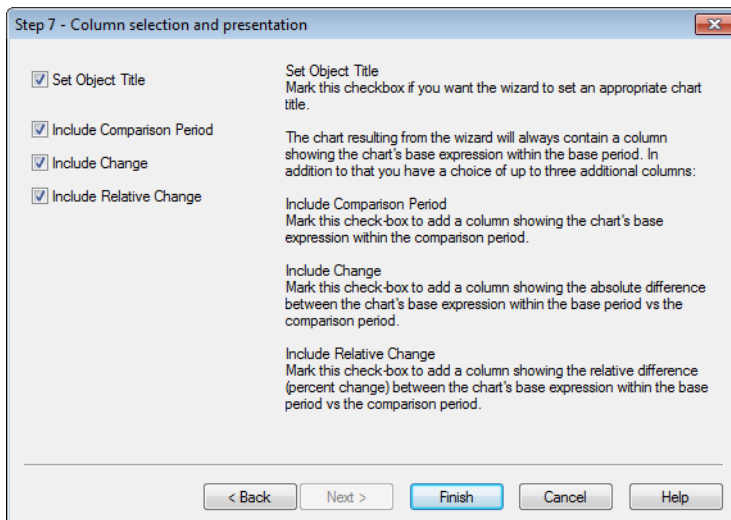 Step 7 - Column selection and presentation
Set Object Title
Include Comparison Period
Include Change
Include Relative Change
Set Object Title
Mark this checkbox if you want the wizard to set an appropriate chart
title.
The chart resulting from the wizard will always contain a column
showing the chart's base expression within the base period. In
addition to that you have a choice of up to three additional columns:
Include Comparison Period
Mark this check-box to add a column showing the chart's base
expression within the comparison period.
Include Change
Mark this check-box to add a column showing the absolute difference
between the chart's base expression within the base period vs the
comparison period.
Include Relative Change
Mark this check-box to add a column showing the relative difference
(percent change) between the chart's base expression within the base
period vs the comparison period.
< Back
Next >
Finish
Cancel
Help